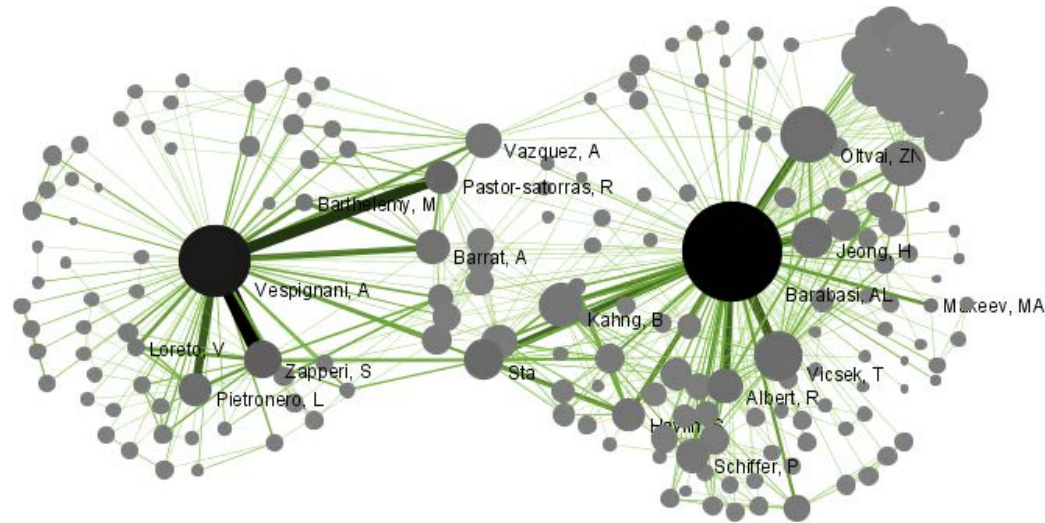 Oltvai, ZN
Vazquez, A
Pastor-satorras, R
Barthelemy, M
Jeong, H
Barrat, A
Vespignani, A
Barabasi, AL
Makeev, MA
Kahng, B
Loreto, V
Zapperi, S
Sta
Vicsek, T
Pietronero, L
Albert, R
Havlin, S
Schiffer, P